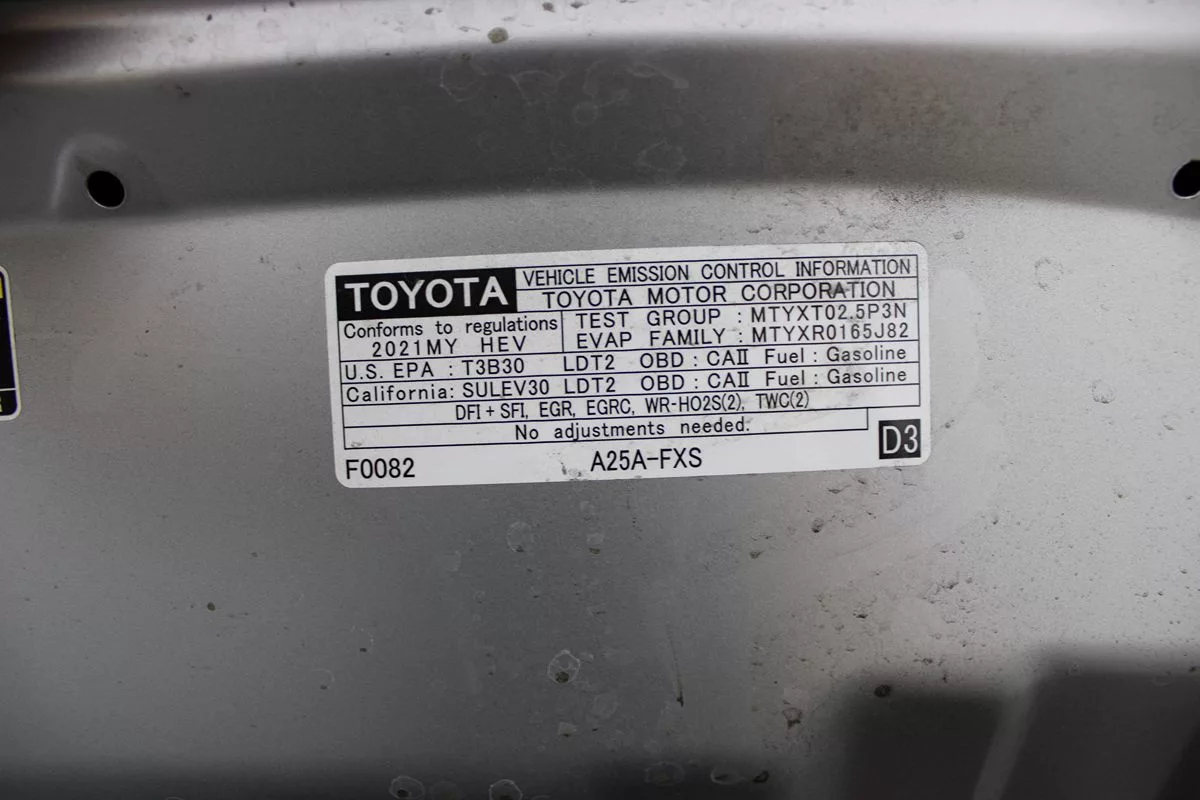 TOYOTA VEHICLE EMISSION CONTROL INFORMATION
TOYOTA MOTOR CORPORATION
Conforms to regulations
2021MY HEV
TEST GROUP : MTYXT02.5P3N
EVAP FAMILY : MTYXR0165J82
U.S. EPA : T3B30 LDT2 OBD : CAII Fuel : Gasoline
California: SULEV30 LDT2 OBD : CAII Fuel : Gasoline
DFI + SFI, EGR, EGRC, WR-HO2S(2), TWC(2)
No adjustments needed.
F0082 A25A-FXS D3